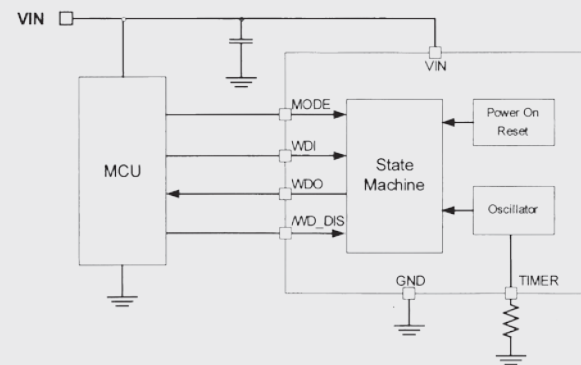 VIN
VIN
MODE
Power On
Reset
WDI
State
Machine
MCU
WDO
Oscillator
/WD_DIS
GND
TIMER